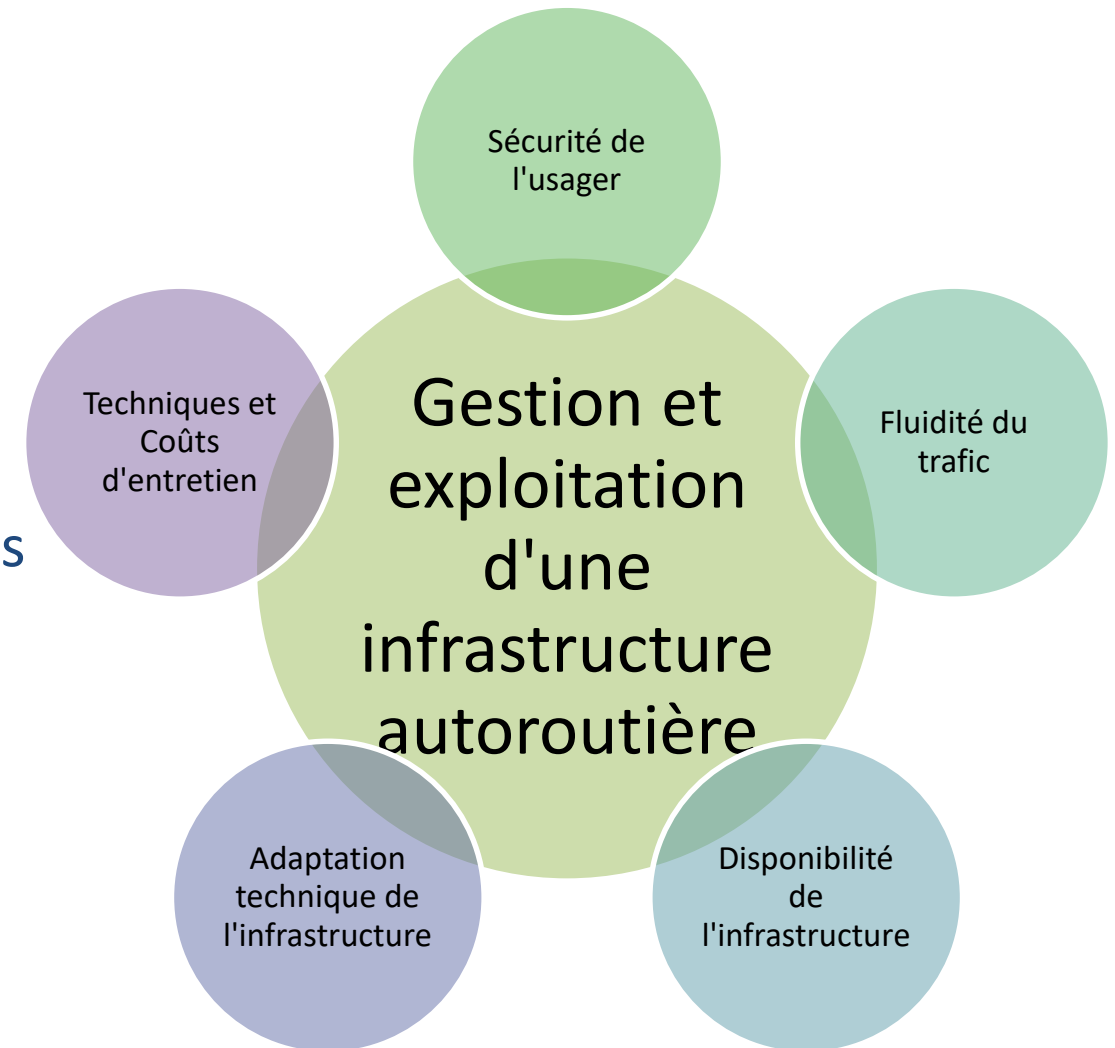 Sécurité de
l'usager
Techniques et
Coûts
d'entretien
Fluidité du
trafic
Gestion et
exploitation
d'une
infrastructure
autoroutière
s
Adaptation
technique de
l'infrastructure
Disponibilité
de
l'infrastructure